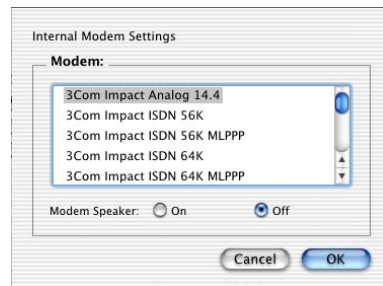 Internal Modem Settings
Modem:
3Com Impact Analog 14.4
3Com Impact ISDN 56K
3Com Impact ISDN 56K MLPPP
3Com Impact ISDN 64K
3Com Impact ISDN 64K MLPPP
Modem Speaker: On Off
Cancel OK